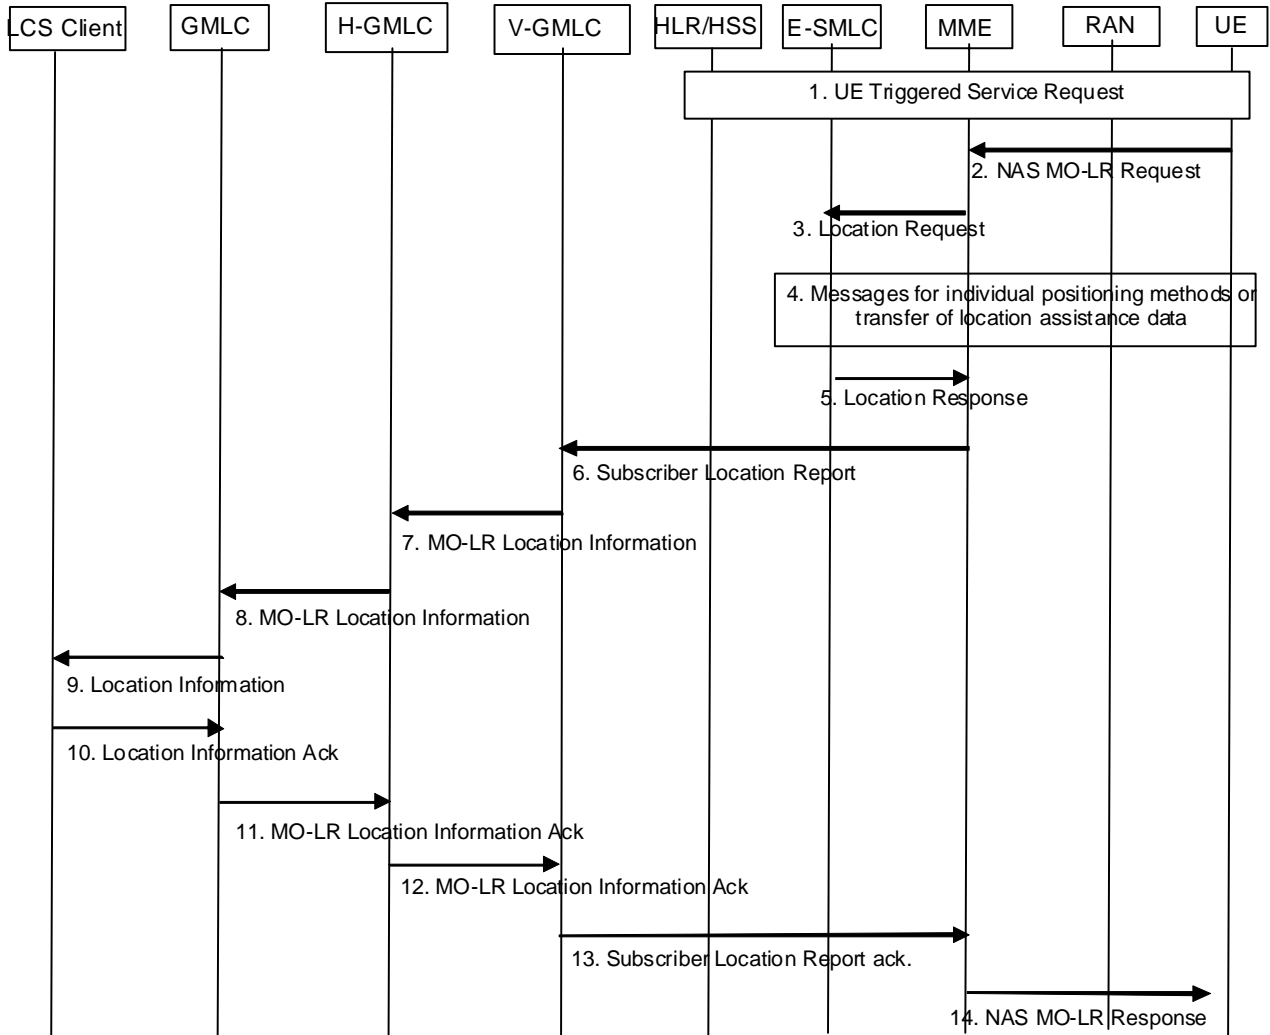 LCS Client
GMLC
H-GMLC
V-GMLC
HLR/HSS
E-SMLC
MME
RAN
UE
1. UE Triggered Service Request
2. NAS MO-LR Request
3. Location Request
4. Messages for individual positioning methods or
transfer of location assistance data
5. Location Response
6. Subscriber Location Report
7. MO-LR Location Information
8. MO-LR Location Information
9. Location Information
10. Location Information Ack
11. MO-LR Location Information Ack
12. MO-LR Location Information Ack
13. Subscriber Location Report ack.
14. NAS MO-LR Response